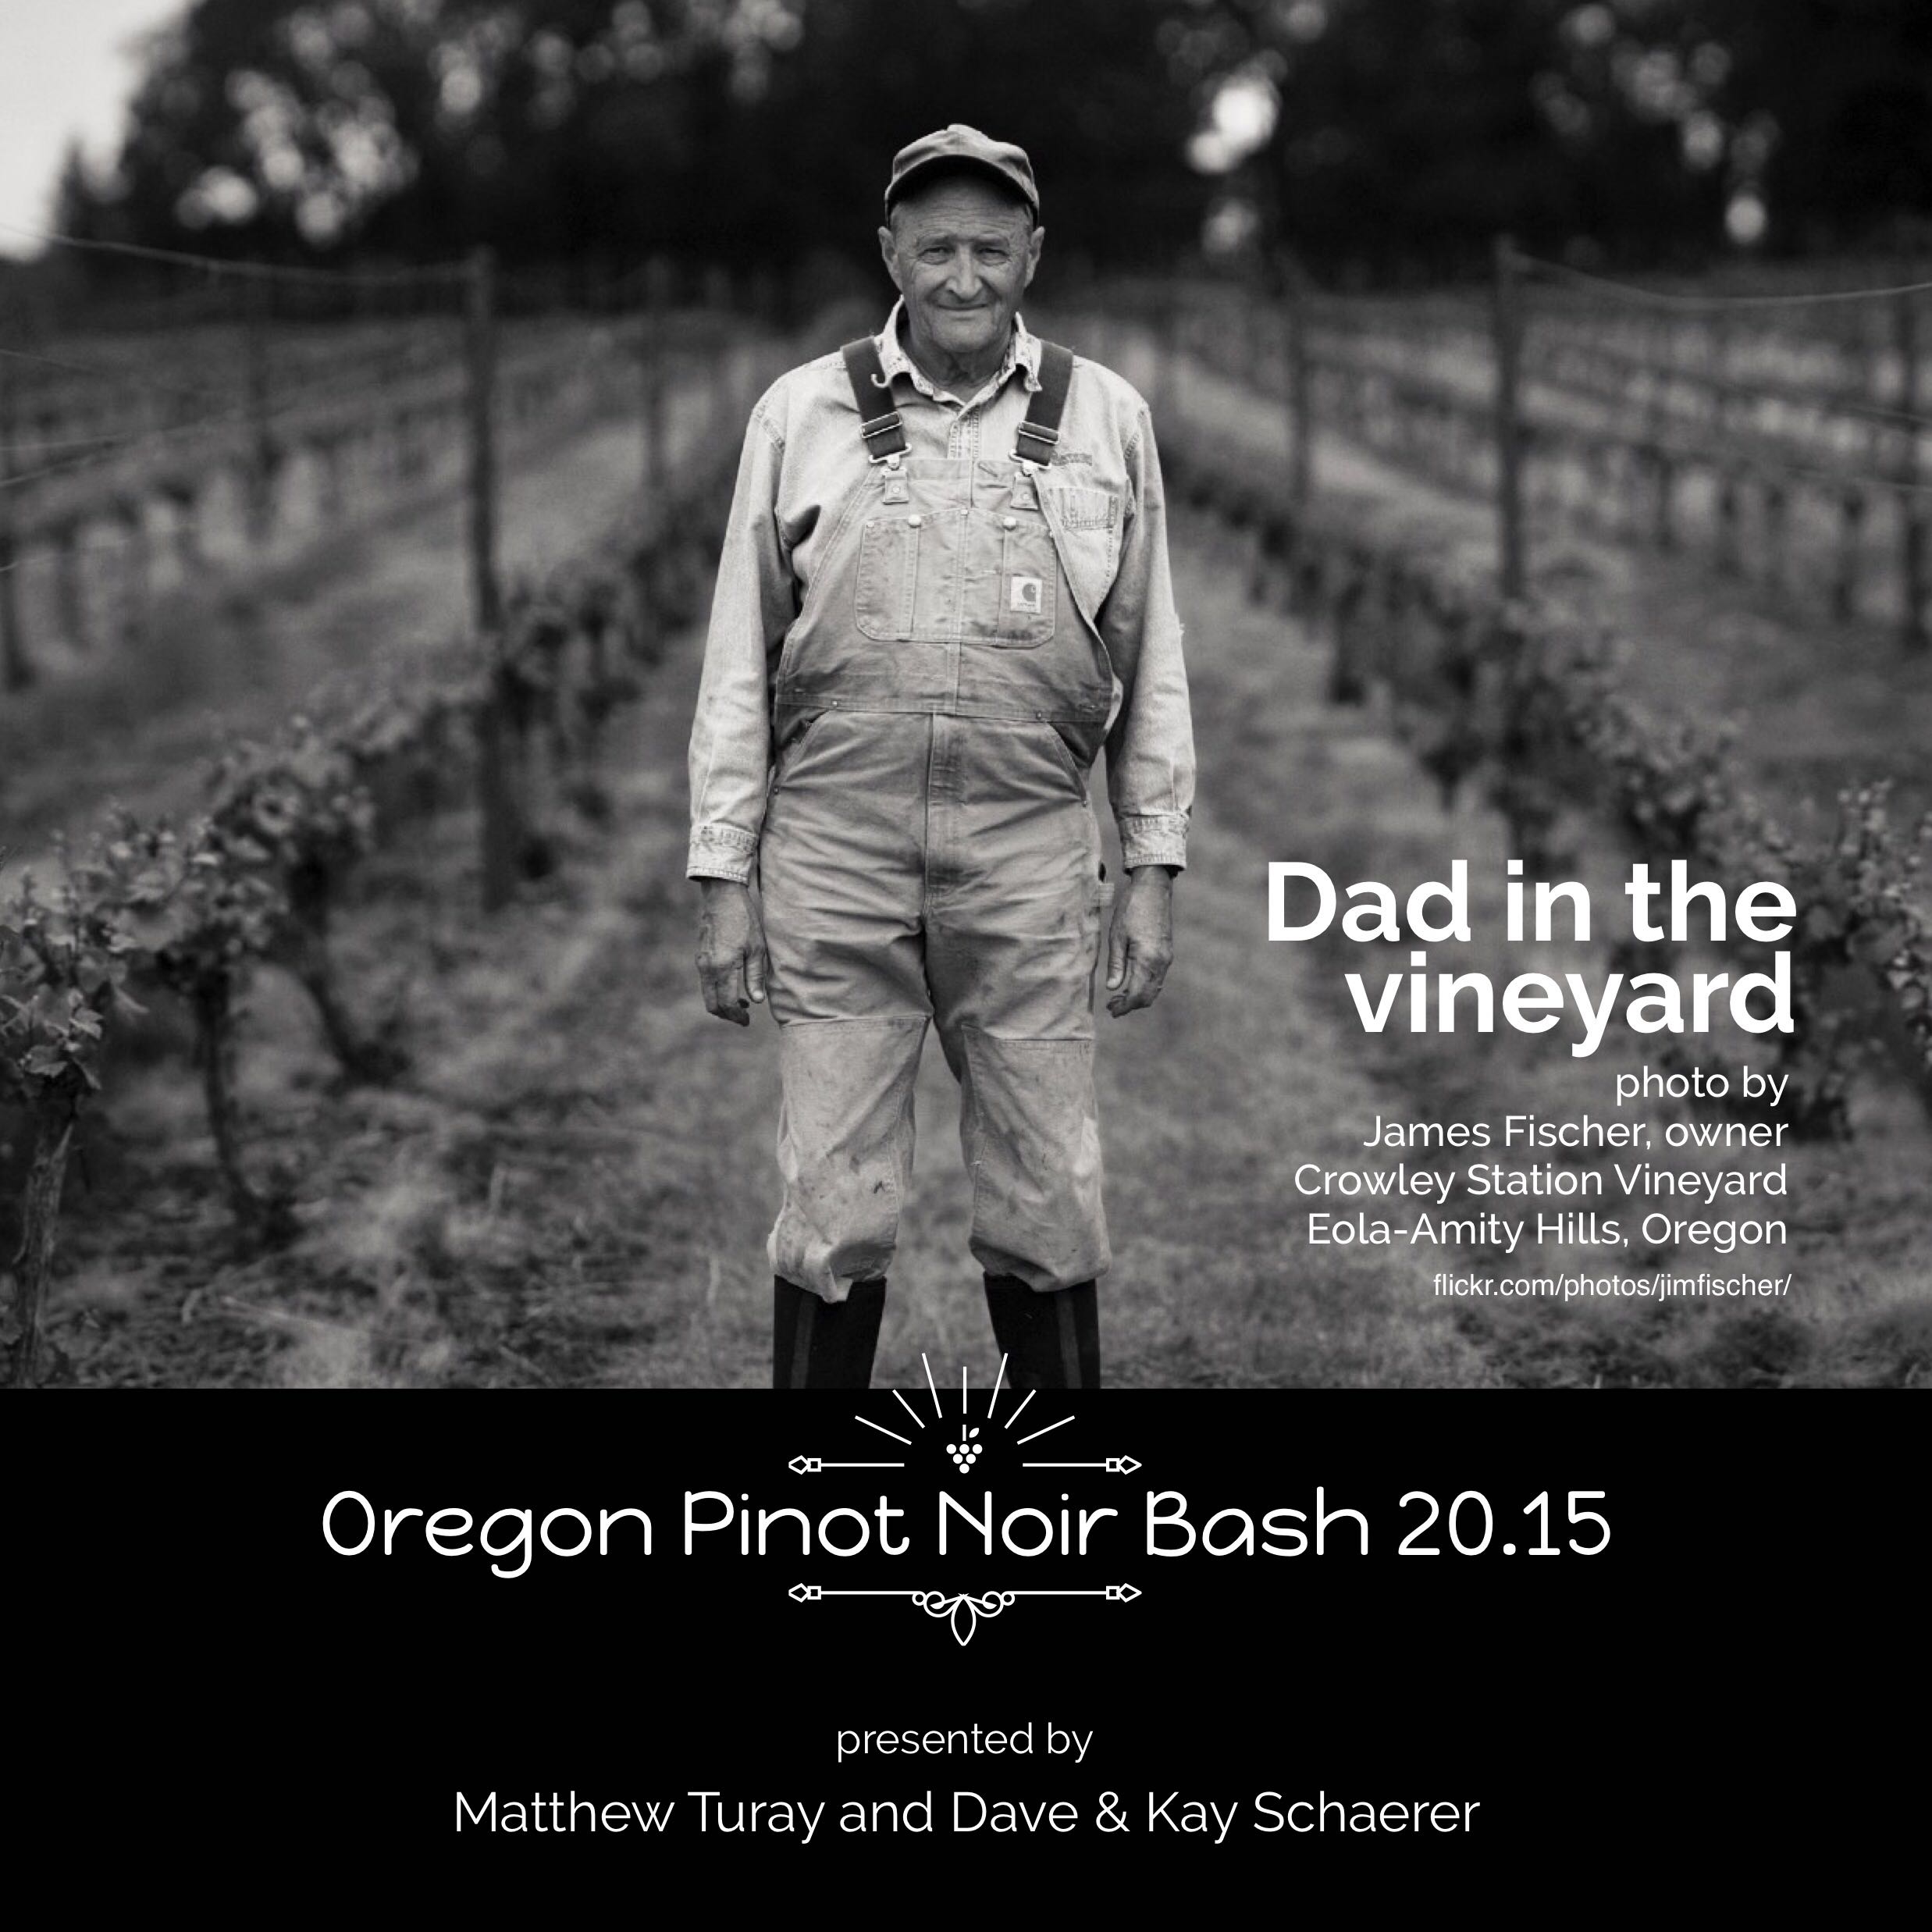 Dad in the
vineyard
photo by
James Fischer, owner
Crowley Station Vineyard
Eola-Amity Hills, Oregon
flickr.com/photos/jimfischer/
Oregon Pinot Noir Bash 20.15
presented by
Matthew Turay and Dave & Kay Schaerer